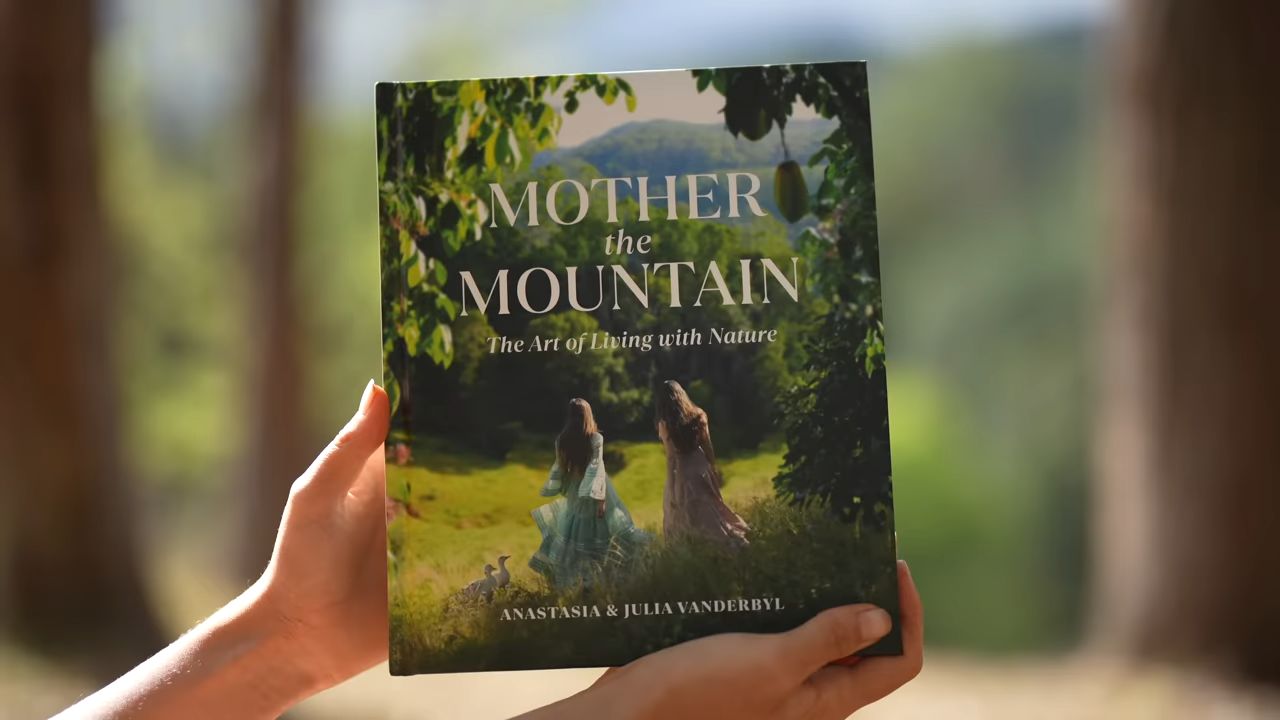 MOTHER
the
MOUNTAIN
The Art of Living with Nature
ANASTASIA & JULIA VANDERBYL